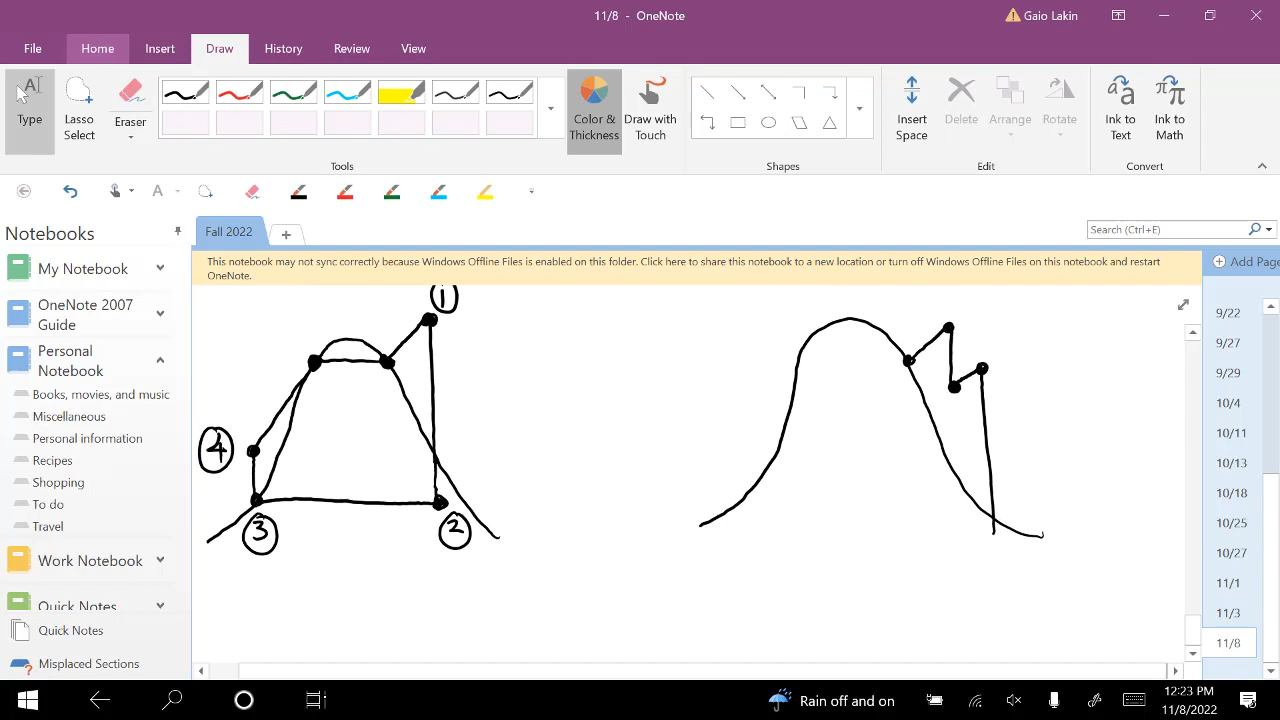 11/8 - OneNote
Gaio Lakin
File
Home
Insert
Draw
History
Review
View
Type
Lasso Select
Eraser
Color & Thickness
Draw with Touch
Insert Space
Delete
Arrange
Rotate
Ink to Text
Ink to Math
Tools
Shapes
Edit
Convert
A
Notebooks
Fall 2022
Search (Ctrl+E)
This notebook may not sync correctly because Windows Offline Files is enabled on this folder. Click here to share this notebook to a new location or turn off Windows Offline Files on this notebook and restart
OneNote.
Add Page
My Notebook
OneNote 2007
Guide
Personal
Notebook
Books, movies, and music
Miscellaneous
Personal information
Recipes
Shopping
To do
Travel
Work Notebook
Quick Notes
Quick Notes
Misplaced Sections
1
4
3
2
9/22
9/27
9/29
10/4
10/11
10/13
10/18
10/25
10/27
11/1
11/3
11/8
Rain off and on
12:23 PM
11/8/2022